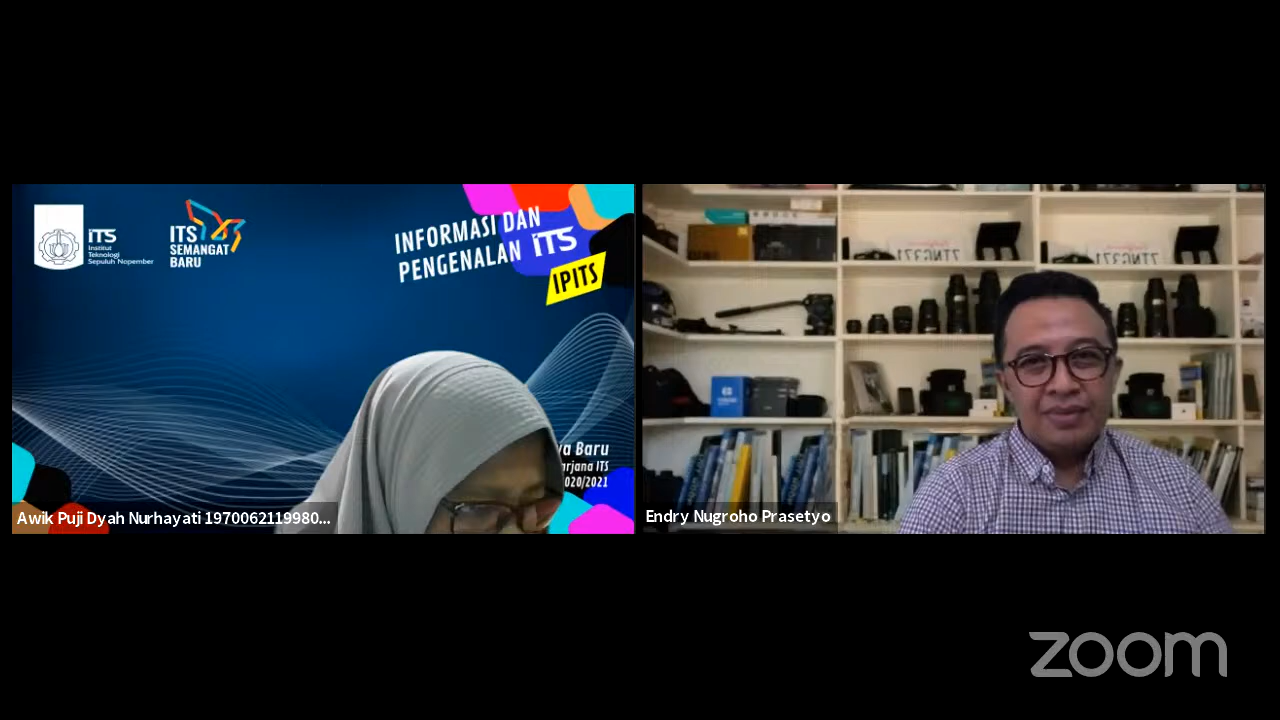 iTS
Institut
Teknologi
Sepuluh Nopember
ITS
SEMANGAT
BARU
INFORMASI DAN
PENGENALAN iTS
IPITS
Baru
ITS
020/2021
Awik Puji Dyah Nurhayati 1970062119980...
Endry Nugroho Prasetyo
zoom